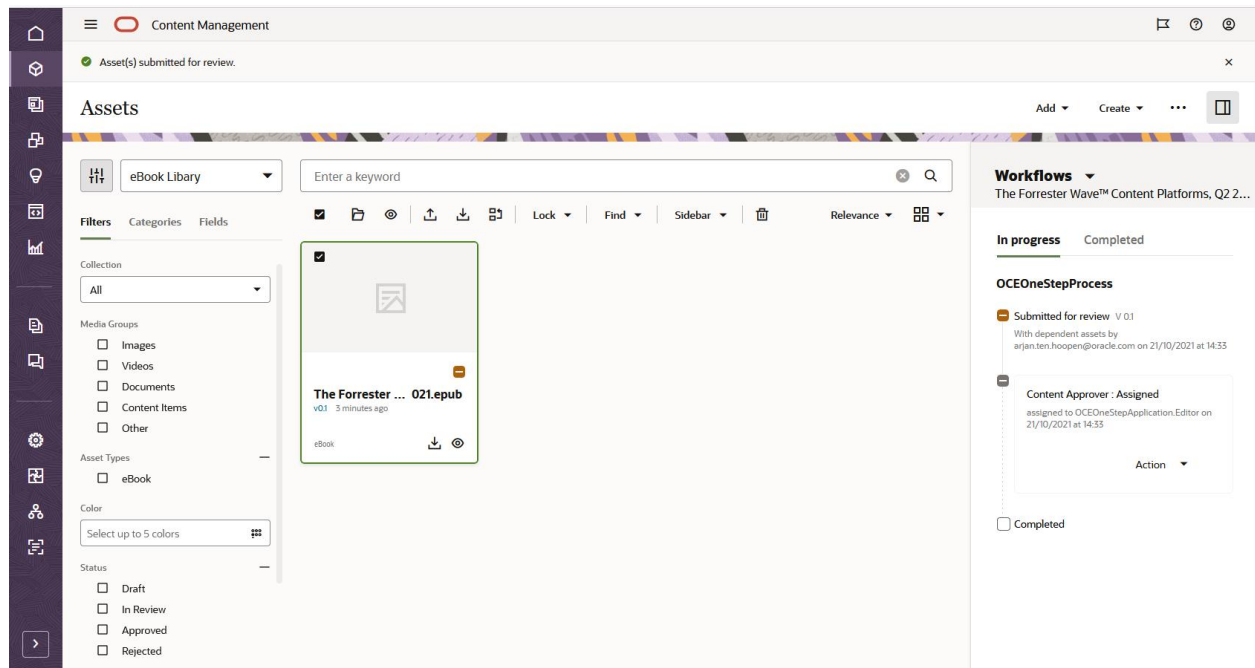 Content Management
Asset(s) submitted for review.
Assets
Add
Create
eBook Libary
Enter a keyword
Filters Categories Fields
Lock Find Sidebar Relevance
Collection
All
Media Groups
Images
Videos
Documents
Content Items
Other
Asset Types
eBook
Color
Select up to 5 colors
Status
Draft
In Review
Approved
Rejected
The Forrester ... 021.epub
v0.1 3 minutes ago
eBook
Workflows
The Forrester Wave™ Content Platforms, Q2 2...
In progress Completed
OCEOneStepProcess
Submitted for review V 0.1
With dependent assets by
arjan.ten.hoopen@oracle.com on 21/10/2021 at 14:33
Content Approver : Assigned
assigned to OCEOneStepApplication.Editor on
21/10/2021 at 14:33
Action
Completed